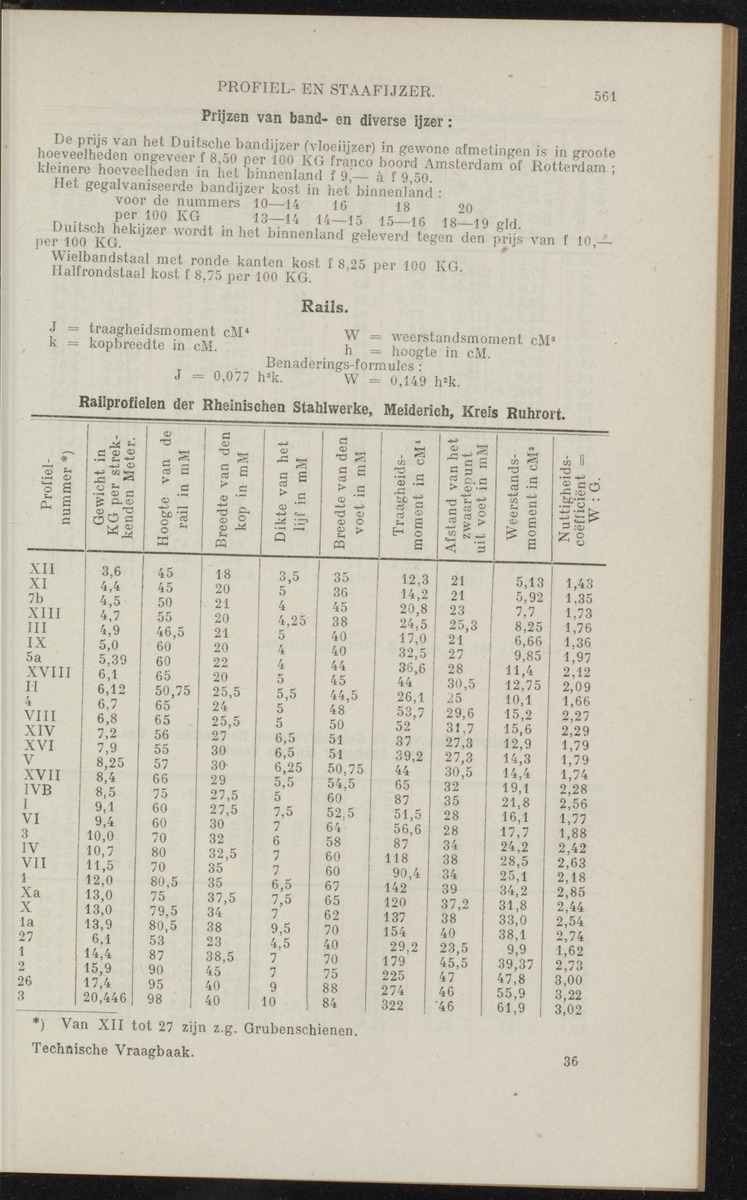 PROFIEL- EN STAAFIJZER. 561
Prijzen van band- en diverse ijzer :
De prijs van het Duitsche bandijzer (vloeiijzer) in gewone afmetingen is in groote
hoeveelheden ongeveer f 8,50 per 100 KG franco boord Amsterdam of Rotterdam ;
kleinere hoeveelheden in het binnenland f 9,— à f 9,50.
Het gegalvaniseerde bandijzer kost in het binnenland :
voor de nummers 10—14 16 18 20
per 100 KG 13—14 14—15 15—16 18—19 gld.
Duitsch hekijzer wordt in het binnenland geleverd tegen den prijs van f 10,—
per 100 KG.
Wielbandstaal met ronde kanten kost f 8,25 per 100 KG.
Halfrondstaal kost f 8,75 per 100 KG.
Rails.
J = traagheidsmoment cM⁴ W = weerstandsmoment cM³
k = kopbreedte in cM. h = hoogte in cM.
Benaderings-formules :
J = 0,077 h³k. W = 0,149 h²k.
Railprofielen der Rheinischen Stahlwerke, Meiderich, Kreis Ruhrort.
Profiel-
nummer *)
Gewicht in
KG per strek-
kenden Meter.
Hoogte van de
rail in mM
Breedte van den
kop in mM
Dikte van het
lijf in mM
Breedte van den
voet in mM
Traagheids-
moment in cM⁴
Afstand van het
zwaartepunt
uit voet in mM
Weerstands-
moment in cM³
Nuttigheids-
coëfficiënt =
W : G.
XII 3,6 45 18 3,5 35 12,3 21 5,13 1,43
XI 4,4 45 20 5 36 14,2 21 5,92 1,35
7b 4,5 50 21 4 45 20,8 23 7,7 1,73
XIII 4,7 55 20 4,25 38 24,5 25,3 8,25 1,76
III 4,9 46,5 21 5 40 17,0 21 6,66 1,36
IX 5,0 60 20 4 40 32,5 27 9,85 1,97
5a 5,39 60 22 4 44 36,6 28 11,4 2,12
XVIII 6,1 65 20 5 45 44 30,5 12,75 2,09
II 6,12 50,75 25,5 5,5 44,5 26,1 25 10,1 1,66
4 6,7 65 24 5 48 53,7 29,6 15,2 2,27
VIII 6,8 65 25,5 5 50 52 31,7 15,6 2,29
XIV 7,2 56 27 6,5 51 37 27,3 12,9 1,79
XVI 7,9 55 30 6,5 51 39,2 27,3 14,3 1,79
V 8,25 57 30 6,25 50,75 44 30,5 14,4 1,74
XVII 8,4 66 29 5,5 54,5 65 32 19,1 2,28
IVB 8,5 75 27,5 5 60 87 35 21,8 2,56
I 9,1 60 27,5 7,5 52,5 51,5 28 16,1 1,77
VI 9,4 60 30 7 64 56,6 28 17,7 1,88
3 10,0 70 32 6 58 87 34 24,2 2,42
IV 10,7 80 32,5 7 60 118 38 28,5 2,63
VII 11,5 70 35 7 60 90,4 34 25,1 2,18
1 12,0 80,5 35 6,5 67 142 39 34,2 2,85
Xa 13,0 75 37,5 7,5 65 120 37,2 31,8 2,44
X 13,0 79,5 34 7 62 137 38 33,0 2,54
1a 13,9 80,5 38 9,5 70 154 40 38,1 2,74
27 6,1 53 23 4,5 40 29,2 23,5 9,9 1,62
1 14,4 87 38,5 7 70 179 45,5 39,37 2,73
2 15,9 90 45 7 75 225 47 47,8 3,00
26 17,4 95 40 9 88 274 46 55,9 3,22
3 20,446 98 40 10 84 322 46 61,9 3,02
*) Van XII tot 27 zijn z.g. Grubenschienen.
Technische Vraagbaak.
36